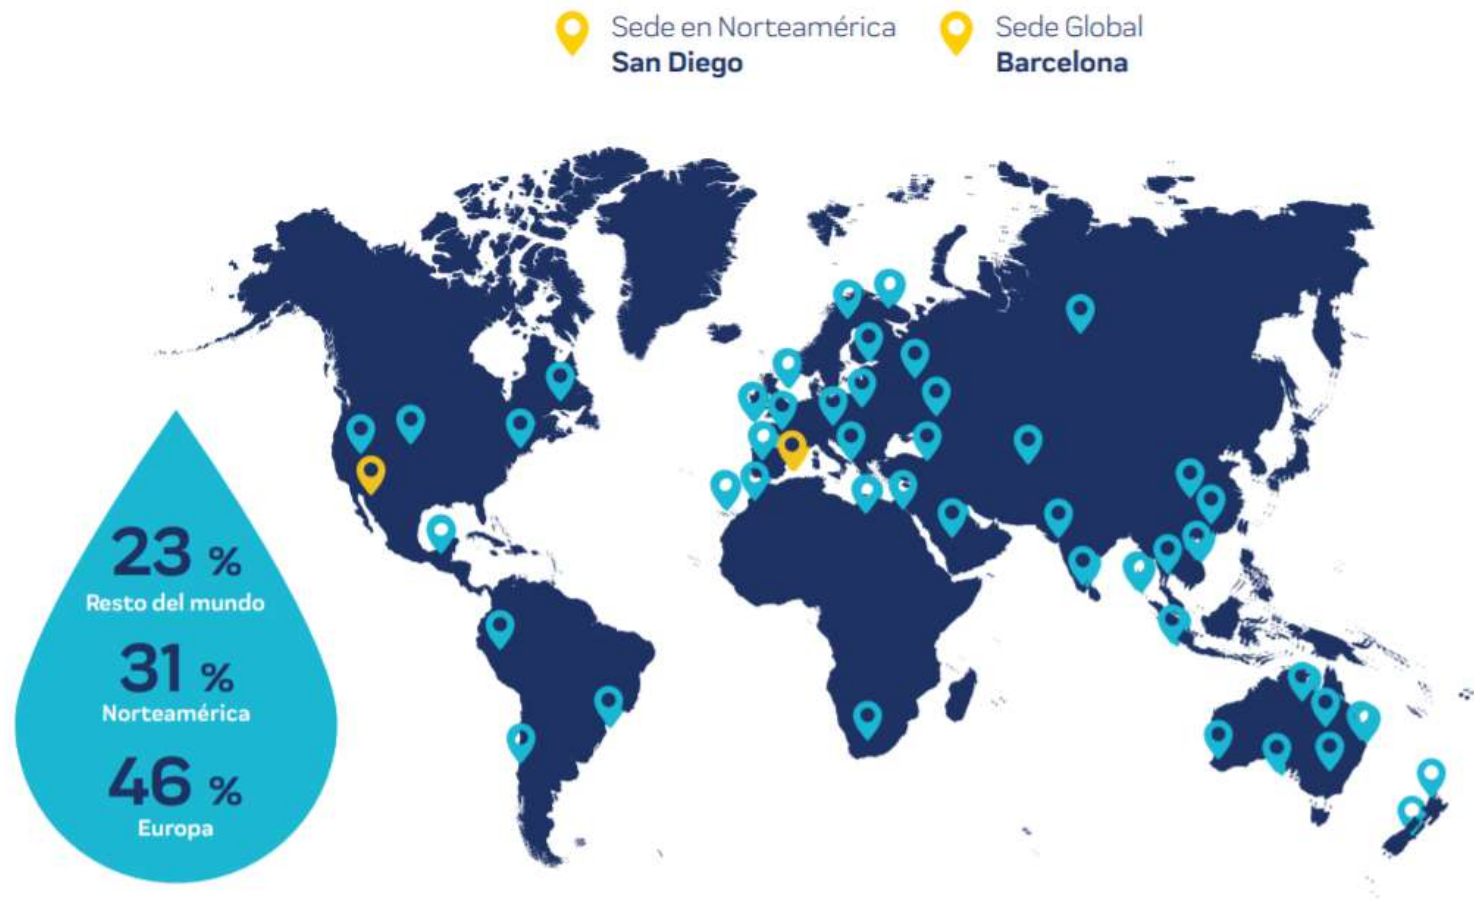 Sede en Norteamérica
San Diego
Sede Global
Barcelona
23 %
Resto del mundo
31 %
Norteamérica
46 %
Europa